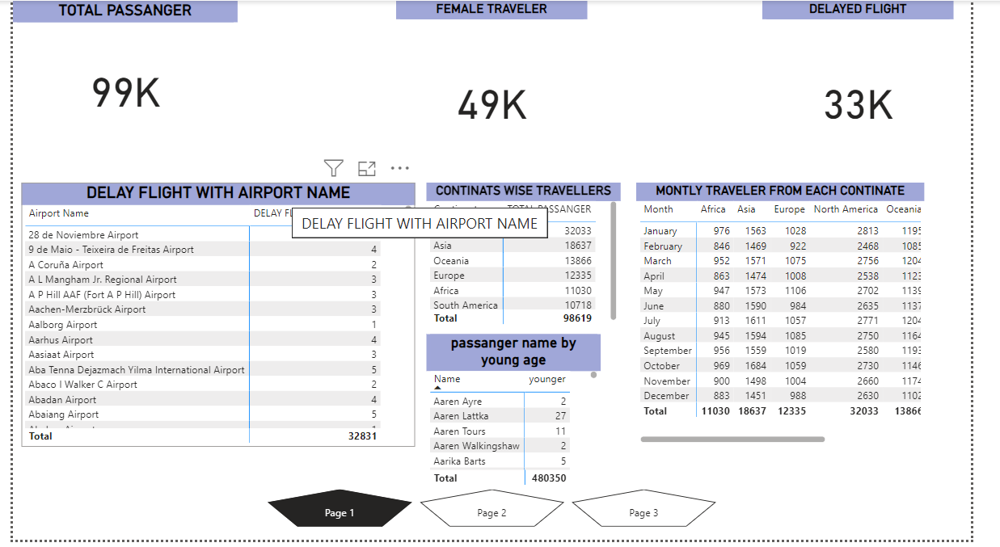 TOTAL PASSANGER
FEMALE TRAVELER
DELAYED FLIGHT
99K
49K
33K
DELAY FLIGHT WITH AIRPORT NAME
Airport Name DELAY
28 de Noviembre Airport
9 de Maio - Teixeira de Freitas Airport 4
A Coruña Airport 2
A L Mangham Jr. Regional Airport 3
A P Hill AAF (Fort A P Hill) Airport 3
Aachen-Merzbrück Airport 3
Aalborg Airport 1
Aarhus Airport 4
Aasiaat Airport 3
Aba Tenna Dejazmach Yilma International Airport 5
Abaco I Walker C Airport 2
Abadan Airport 4
Abaiang Airport 5
Total 32831
DELAY FLIGHT WITH AIRPORT NAME
CONTINATS WISE TRAVELLERS
TOTAL PASSANGER
32033
Asia 18637
Oceania 13866
Europe 12335
Africa 11030
South America 10718
Total 98619
passanger name by
young age
Name younger
Aaren Ayre 2
Aaren Lattka 27
Aaren Tours 11
Aaren Walkingshaw 2
Aarika Barts 5
Total 480350
MONTLY TRAVELER FROM EACH CONTINATE
Month Africa Asia Europe North America Oceania
January 976 1563 1028 2813 1195
February 846 1469 922 2468 1085
March 952 1571 1075 2756 1204
April 863 1474 1008 2538 1123
May 947 1573 1106 2702 1139
June 880 1590 984 2635 1137
July 913 1611 1057 2771 1204
August 945 1594 1085 2750 1164
September 956 1559 1019 2580 1193
October 969 1684 1059 2730 1146
November 900 1498 1004 2660 1174
December 883 1451 988 2630 1102
Total 11030 18637 12335 32033 13866
Page 1
Page 2
Page 3